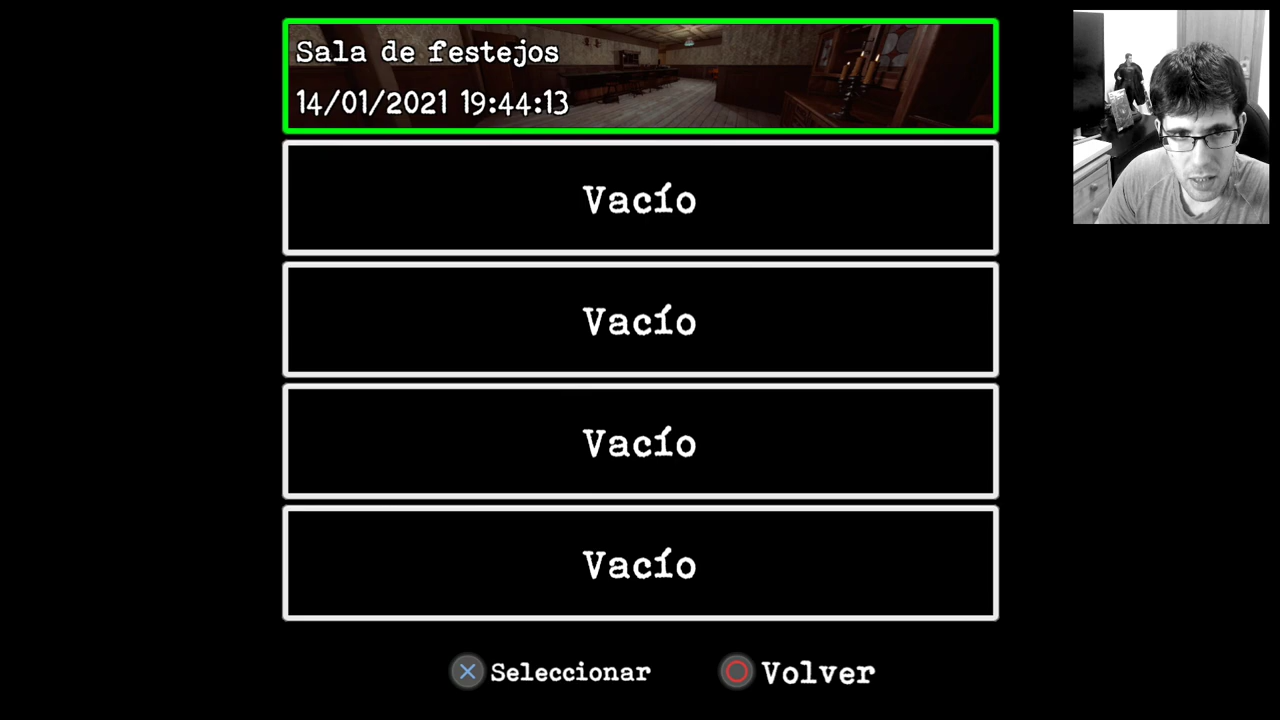 Sala de festejos
14/01/2021 19:44:13
Vacío
Vacío
Vacío
Vacío
Seleccionar
Volver